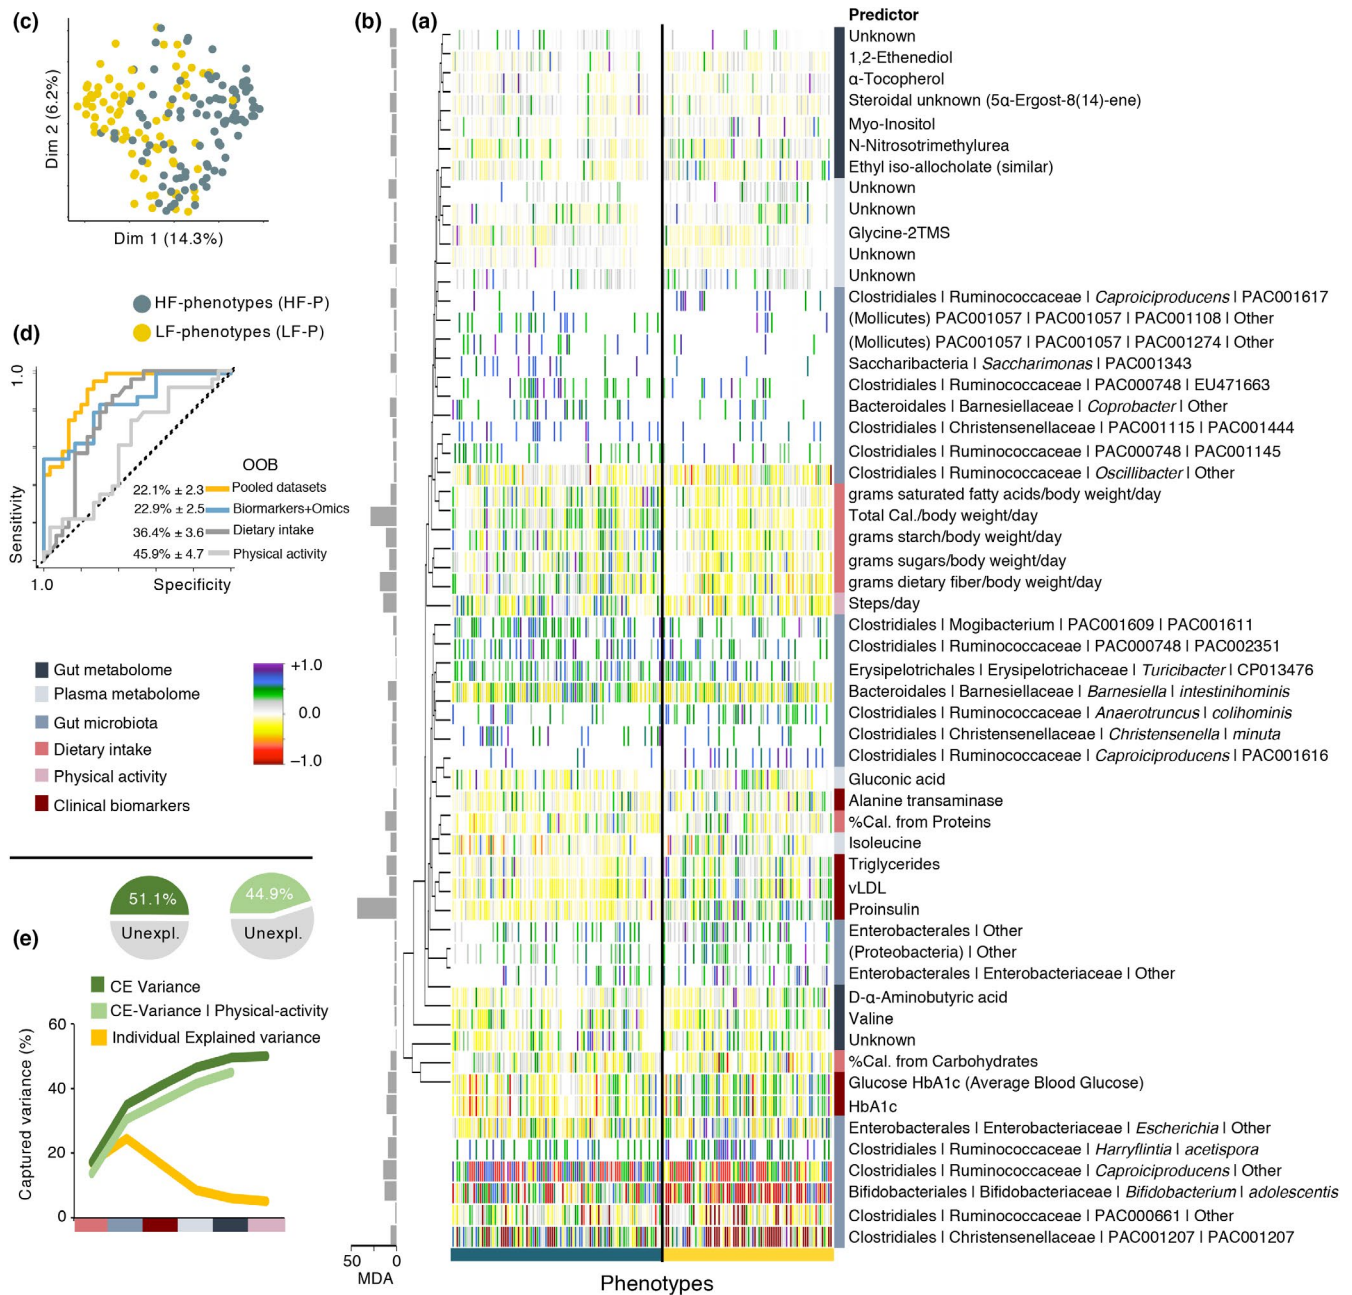 (c)
Dim 2 (6.2%)
Dim 1 (14.3%)
HF-phenotypes (HF-P)
LF-phenotypes (LF-P)
(d)
1.0
Sensitivity
OOB
22.1% ± 2.3 Pooled datasets
22.9% ± 2.5 Biomarkers+Omics
36.4% ± 3.6 Dietary intake
45.9% ± 4.7 Physical activity
1.0
Specificity
Gut metabolome
Plasma metabolome
Gut microbiota
Dietary intake
Physical activity
Clinical biomarkers
+1.0
0.0
−1.0
51.1%
Unexpl.
44.9%
Unexpl.
(e)
CE Variance
CE-Variance | Physical-activity
Individual Explained variance
Captured variance (%)
60
40
20
0
(b)
50 0
MDA
(a)
Predictor
Unknown
1,2-Ethenediol
α-Tocopherol
Steroidal unknown (5α-Ergost-8(14)-ene)
Myo-Inositol
N-Nitrosotrimethylurea
Ethyl iso-allocholate (similar)
Unknown
Unknown
Glycine-2TMS
Unknown
Unknown
Clostridiales | Ruminococcaceae | Caproiciproducens | PAC001617
(Mollicutes) PAC001057 | PAC001057 | PAC001108 | Other
(Mollicutes) PAC001057 | PAC001057 | PAC001274 | Other
Saccharibacteria | Saccharimonas | PAC001343
Clostridiales | Ruminococcaceae | PAC000748 | EU471663
Bacteroidales | Barnesiellaceae | Coprobacter | Other
Clostridiales | Christensenellaceae | PAC001115 | PAC001444
Clostridiales | Ruminococcaceae | PAC000748 | PAC001145
Clostridiales | Ruminococcaceae | Oscillibacter | Other
grams saturated fatty acids/body weight/day
Total Cal./body weight/day
grams starch/body weight/day
grams sugars/body weight/day
grams dietary fiber/body weight/day
Steps/day
Clostridiales | Mogibacterium | PAC001609 | PAC001611
Clostridiales | Ruminococcaceae | PAC000748 | PAC002351
Erysipelotrichales | Erysipelotrichaceae | Turicibacter | CP013476
Bacteroidales | Barnesiellaceae | Barnesiella | intestinihominis
Clostridiales | Ruminococcaceae | Anaerotruncus | colihominis
Clostridiales | Christensenellaceae | Christensenella | minuta
Clostridiales | Ruminococcaceae | Caproiciproducens | PAC001616
Gluconic acid
Alanine transaminase
%Cal. from Proteins
Isoleucine
Triglycerides
vLDL
Proinsulin
Enterobacterales | Other
(Proteobacteria) | Other
Enterobacterales | Enterobacteriaceae | Other
D-α-Aminobutyric acid
Valine
Unknown
%Cal. from Carbohydrates
Glucose HbA1c (Average Blood Glucose)
HbA1c
Enterobacterales | Enterobacteriaceae | Escherichia | Other
Clostridiales | Ruminococcaceae | Harryflintia | acetispora
Clostridiales | Ruminococcaceae | Caproiciproducens | Other
Bifidobacteriales | Bifidobacteriaceae | Bifidobacterium | adolescentis
Clostridiales | Ruminococcaceae | PAC000661 | Other
Clostridiales | Christensenellaceae | PAC001207 | PAC001207
Phenotypes